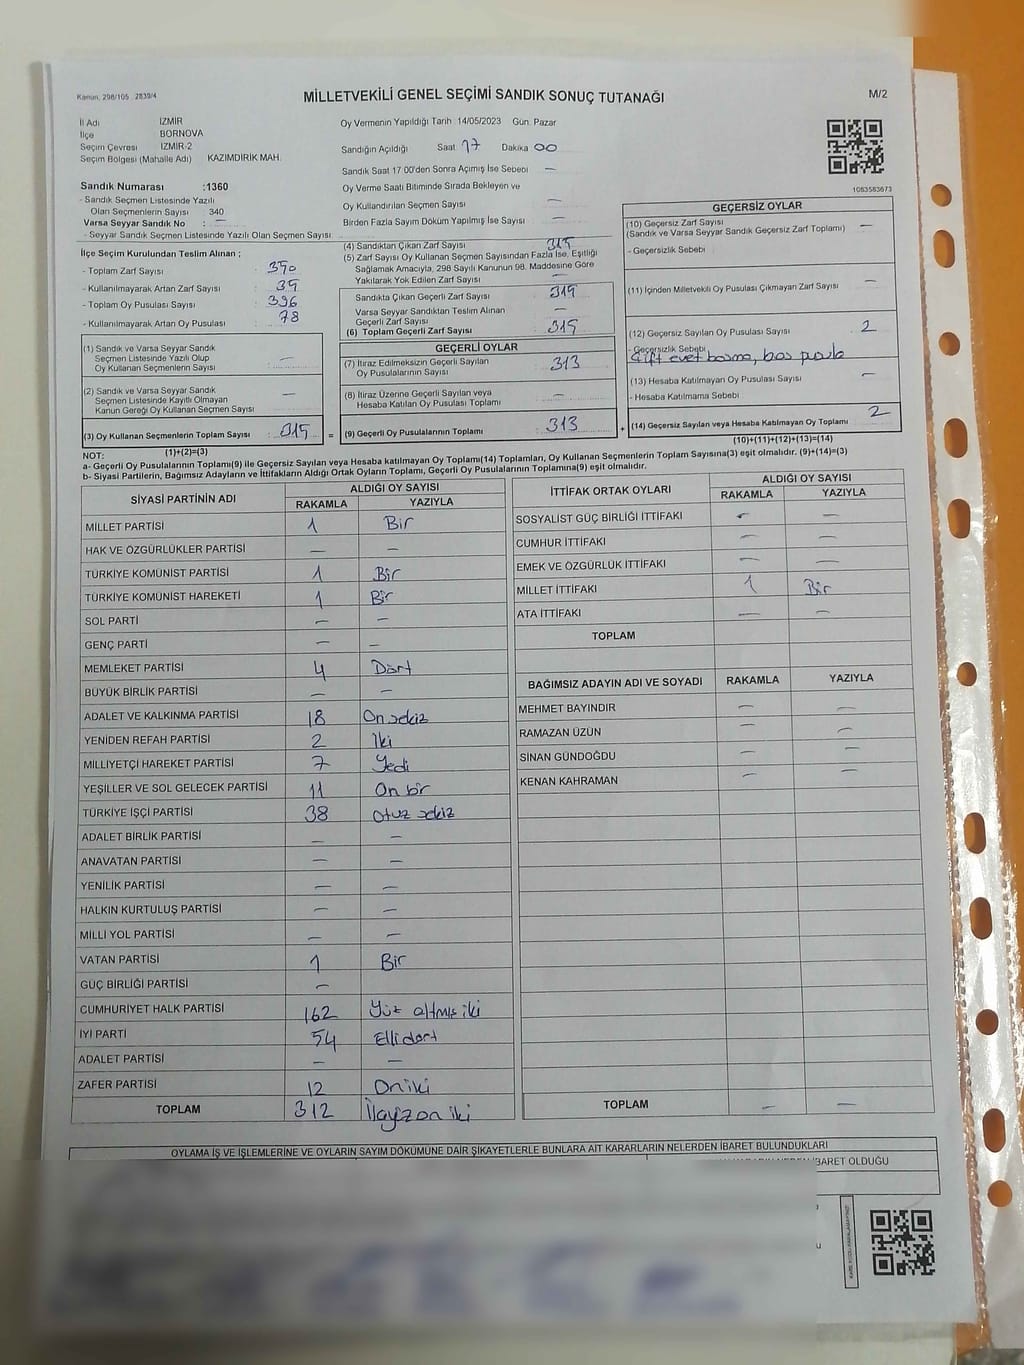 Kanun, 298/105 2839/4
MİLLETVEKİLİ GENEL SEÇİMİ SANDIK SONUÇ TUTANAĞI
M/2
İl Adı İZMİR
İlçe BORNOVA
Seçim Çevresi İZMİR-2
Seçim Bölgesi (Mahalle Adı) KAZIMDİRİK MAH.
Oy Vermenin Yapıldığı Tarih 14/05/2023 Gün: Pazar
Sandığın Açıldığı Saat 17 Dakika 00
Sandık Saat 17 00'den Sonra Açımış İse Sebebi —
Oy Verme Saati Bitiminde Sırada Bekleyen ve
Oy Kullandırılan Seçmen Sayısı —
Birden Fazla Sayım Döküm Yapılmış İse Sayısı —
1083583673
Sandık Numarası :1360
- Sandık Seçmen Listesinde Yazılı
Olan Seçmenlerin Sayısı 340
Varsa Seyyar Sandık No : —
- Seyyar Sandık Seçmen Listesinde Yazılı Olan Seçmen Sayısı:
İlçe Seçim Kurulundan Teslim Alınan ;
- Toplam Zarf Sayısı : 350
- Kullanılmayarak Artan Zarf Sayısı : 35
- Toplam Oy Pusulası Sayısı : 396
- Kullanılmayarak Artan Oy Pusulası : 78
(1) Sandık ve Varsa Seyyar Sandık
Seçmen Listesinde Yazılı Olup
Oy Kullanan Seçmenlerin Sayısı : —
(2) Sandık ve Varsa Seyyar Sandık
Seçmen Listesinde Kayıtlı Olmayan
Kanun Gereği Oy Kullanan Seçmen Sayısı —
(3) Oy Kullanan Seçmenlerin Toplam Sayısı : 315
(1)+(2)=(3)
(4) Sandıktan Çıkan Zarf Sayısı 315
(5) Zarf Sayısı Oy Kullanan Seçmen Sayısından Fazla İse, Eşitliği
Sağlamak Amacıyla, 298 Sayılı Kanunun 98. Maddesine Göre
Yakılarak Yok Edilen Zarf Sayısı —
Sandıkta Çıkan Geçerli Zarf Sayısı 315
Varsa Seyyar Sandıktan Teslim Alınan
Geçerli Zarf Sayısı —
(6) Toplam Geçerli Zarf Sayısı 315
GEÇERLİ OYLAR
(7) İtiraz Edilmeksizin Geçerli Sayılan
Oy Pusulalarının Sayısı 313
(8) İtiraz Üzerine Geçerli Sayılan veya
Hesaba Katılan Oy Pusulası Toplamı —
= (9) Geçerli Oy Pusulalarının Toplamı 313 +
GEÇERSİZ OYLAR
(10) Geçersiz Zarf Sayısı —
(Sandık ve Varsa Seyyar Sandık Geçersiz Zarf Toplamı)
- Geçersizlik Sebebi
(11) İçinden Milletvekili Oy Pusulası Çıkmayan Zarf Sayısı —
(12) Geçersiz Sayılan Oy Pusulası Sayısı 2
- Geçersizlik Sebebi
Çift evet basma, boş pusula
(13) Hesaba Katılmayan Oy Pusulası Sayısı —
- Hesaba Katılmama Sebebi
(14) Geçersiz Sayılan veya Hesaba Katılmayan Oy Toplamı 2
(10)+(11)+(12)+(13)=(14)
NOT:
a- Geçerli Oy Pusulalarının Toplamı(9) ile Geçersiz Sayılan veya Hesaba Katılmayan Oy Toplamı(14) Toplamları, Oy Kullanan Seçmenlerin Toplam Sayısına(3) eşit olmalıdır. (9)+(14)=(3)
b- Siyasi Partilerin, Bağımsız Adayların ve İttifakların Aldığı Ortak Oyların Toplamı, Geçerli Oy Pusulalarının Toplamına(9) eşit olmalıdır.
SİYASİ PARTİNİN ADI ALDIĞI OY SAYISI
RAKAMLA YAZIYLA
MİLLET PARTİSİ 1 Bir
HAK VE ÖZGÜRLÜKLER PARTİSİ — —
TÜRKİYE KOMÜNİST PARTİSİ 1 Bir
TÜRKİYE KOMÜNİST HAREKETİ 1 Bir
SOL PARTİ — —
GENÇ PARTİ — —
MEMLEKET PARTİSİ 4 Dört
BÜYÜK BİRLİK PARTİSİ — —
ADALET VE KALKINMA PARTİSİ 18 On sekiz
YENİDEN REFAH PARTİSİ 2 İki
MİLLİYETÇİ HAREKET PARTİSİ 7 Yedi
YEŞİLLER VE SOL GELECEK PARTİSİ 11 On bir
TÜRKİYE İŞÇİ PARTİSİ 38 otuz sekiz
ADALET BİRLİK PARTİSİ — —
ANAVATAN PARTİSİ — —
YENİLİK PARTİSİ — —
HALKIN KURTULUŞ PARTİSİ — —
MİLLİ YOL PARTİSİ — —
VATAN PARTİSİ 1 Bir
GÜÇ BİRLİĞİ PARTİSİ —
CUMHURİYET HALK PARTİSİ 162 Yüz altmış iki
İYİ PARTİ 54 Elli dört
ADALET PARTİSİ — —
ZAFER PARTİSİ 12 On iki
TOPLAM 312 Üçyüz on iki
İTTİFAK ORTAK OYLARI ALDIĞI OY SAYISI
RAKAMLA YAZIYLA
SOSYALİST GÜÇ BİRLİĞİ İTTİFAKI — —
CUMHUR İTTİFAKI — —
EMEK VE ÖZGÜRLÜK İTTİFAKI — —
MİLLET İTTİFAKI 1 Bir
ATA İTTİFAKI — —
TOPLAM
BAĞIMSIZ ADAYIN ADI VE SOYADI RAKAMLA YAZIYLA
MEHMET BAYINDIR — —
RAMAZAN ÜZÜN — —
SİNAN GÜNDOĞDU — —
KENAN KAHRAMAN — —
TOPLAM — —
OYLAMA İŞ VE İŞLEMLERİNE VE OYLARIN SAYIM DÖKÜMÜNE DAİR ŞİKAYETLERLE BUNLARA AİT KARARLARIN NELERDEN İBARET BULUNDUKLARI
İBARET OLDUĞU